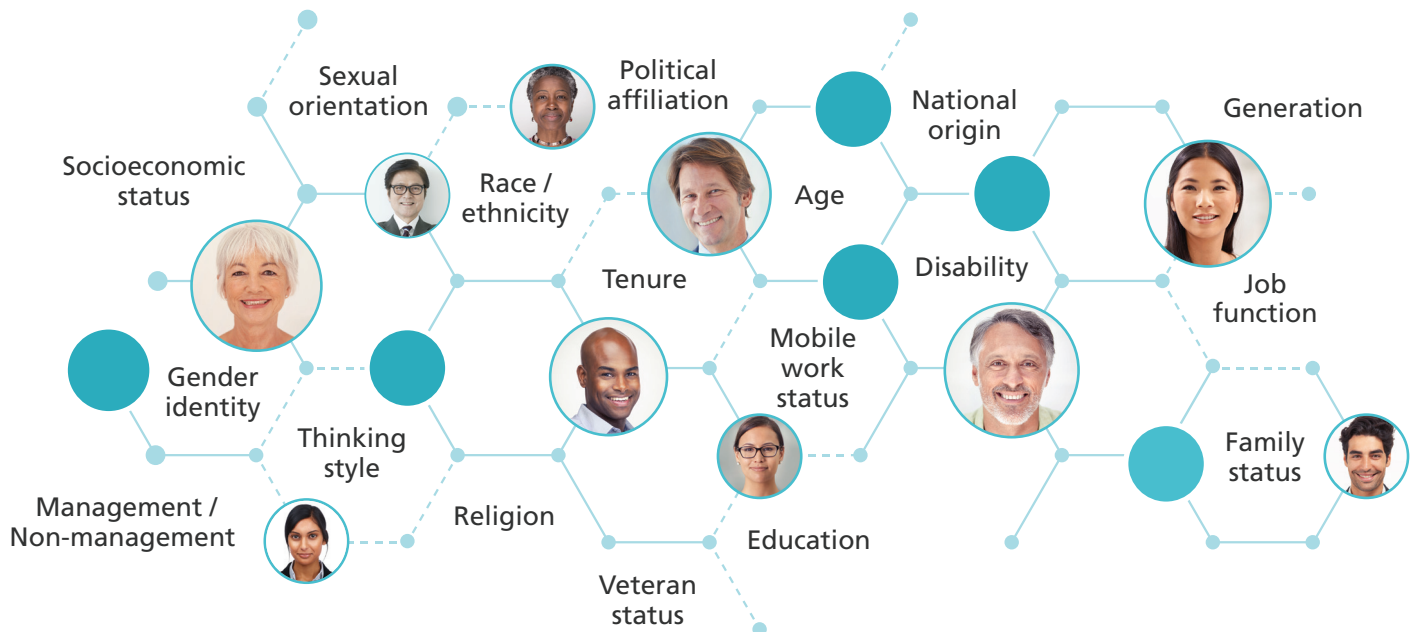 Sexual
orientation
Political
affiliation
National
origin
Generation
Socioeconomic
status
Race /
ethnicity
Age
Tenure
Disability
Job
function
Gender
identity
Mobile
work
status
Thinking
style
Family
status
Management /
Non-management
Religion
Education
Veteran
status